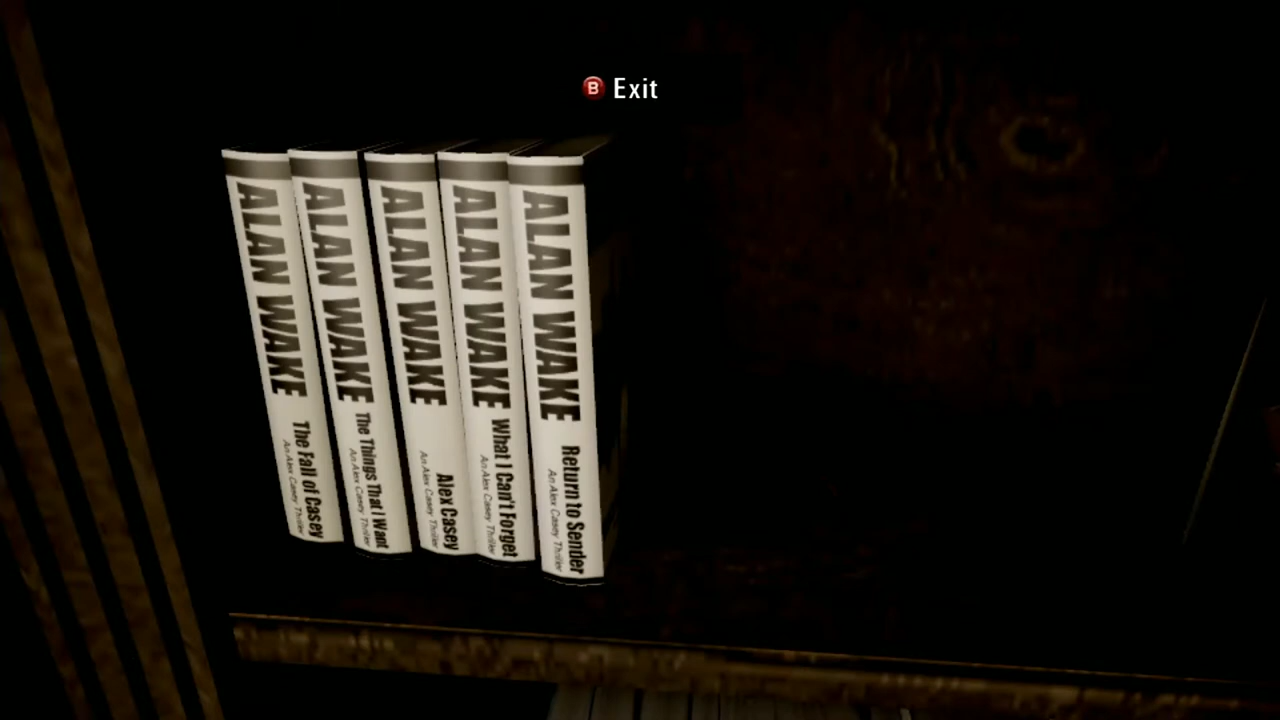 B Exit
ALAN WAKE
The Fall of Casey
An Alex Casey Thriller
ALAN WAKE
The Things That I Want
An Alex Casey Thriller
ALAN WAKE
Alex Casey
An Alex Casey Thriller
ALAN WAKE
What I Can't Forget
An Alex Casey Thriller
ALAN WAKE
Return to Sender
An Alex Casey Thriller